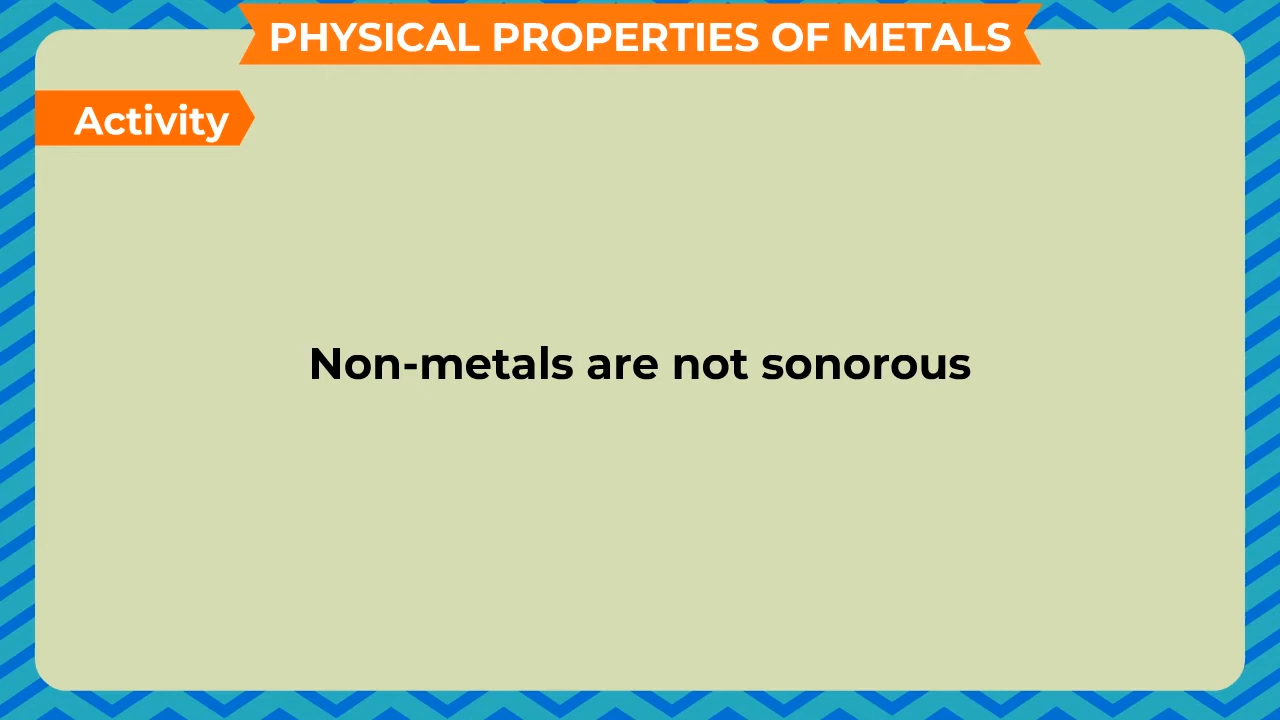 PHYSICAL PROPERTIES OF METALS
Activity
Non-metals are not sonorous